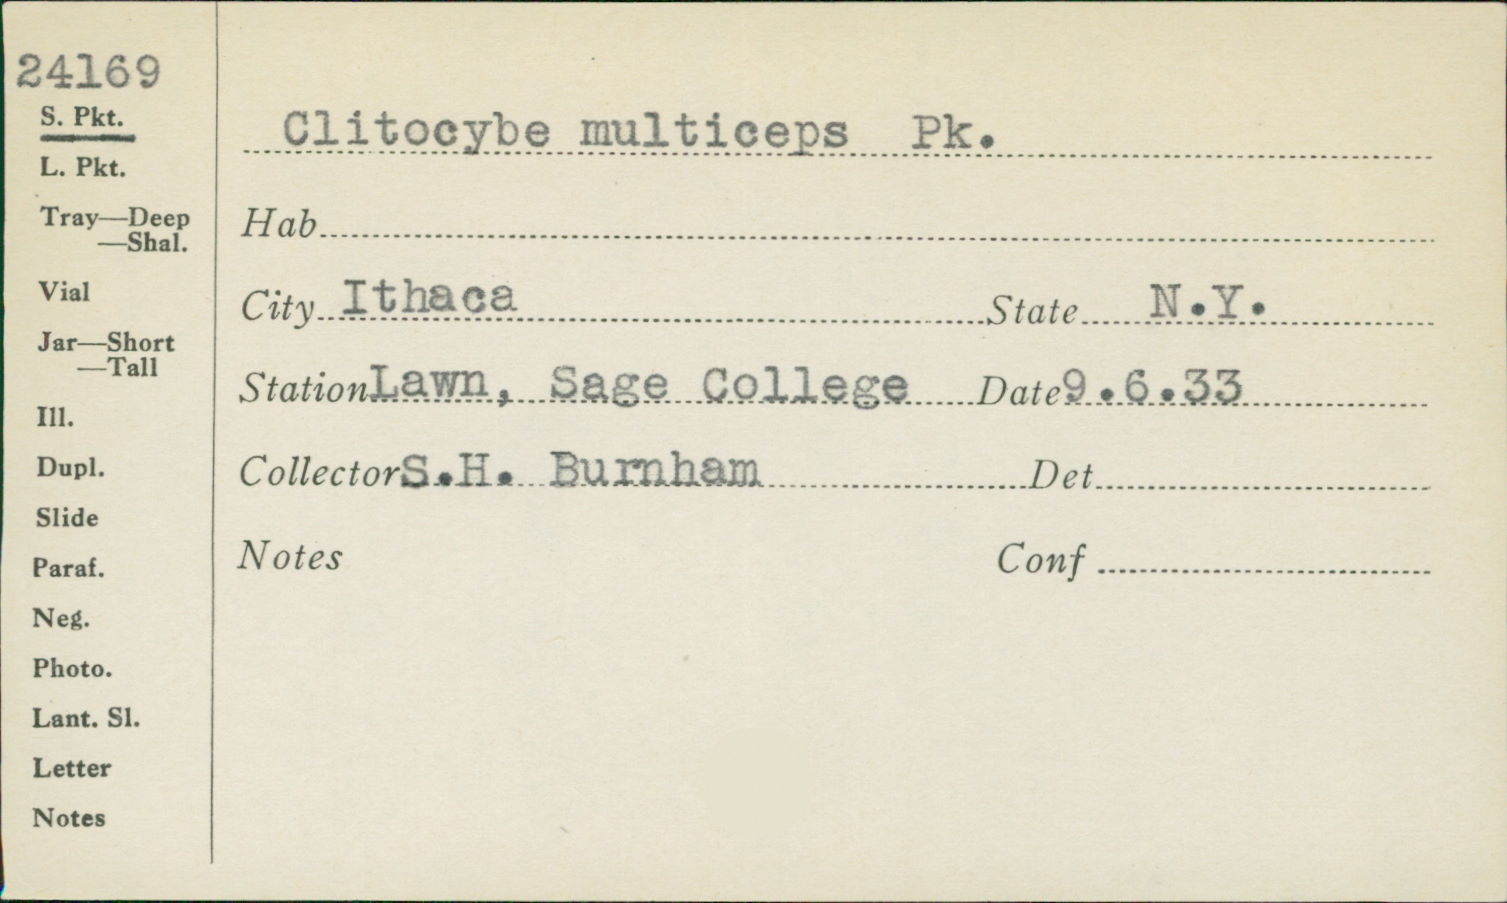 24169
S. Pkt.
L. Pkt.
Tray—Deep
—Shal.
Vial
Jar—Short
—Tall
Ill.
Dupl.
Slide
Paraf.
Neg.
Photo.
Lant. Sl.
Letter
Notes
Clitocybe multiceps Pk.
Hab
City Ithaca State N.Y.
Station Lawn, Sage College Date 9.6.33
Collector S.H. Burnham Det
Notes Conf